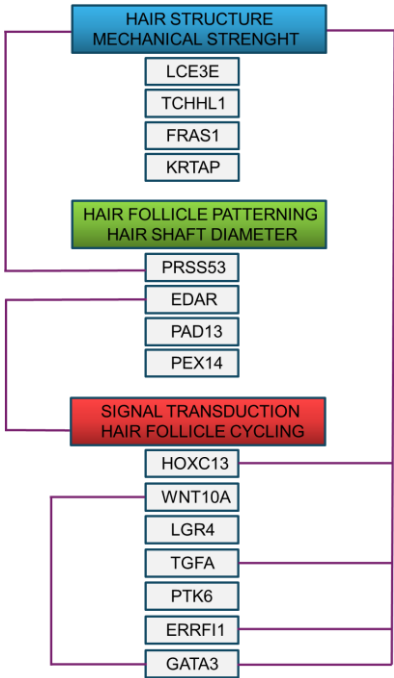 HAIR STRUCTURE
MECHANICAL STRENGHT
LCE3E
TCHHL1
FRAS1
KRTAP
HAIR FOLLICLE PATTERNING
HAIR SHAFT DIAMETER
PRSS53
EDAR
PAD13
PEX14
SIGNAL TRANSDUCTION
HAIR FOLLICLE CYCLING
HOXC13
WNT10A
LGR4
TGFA
PTK6
ERRFI1
GATA3